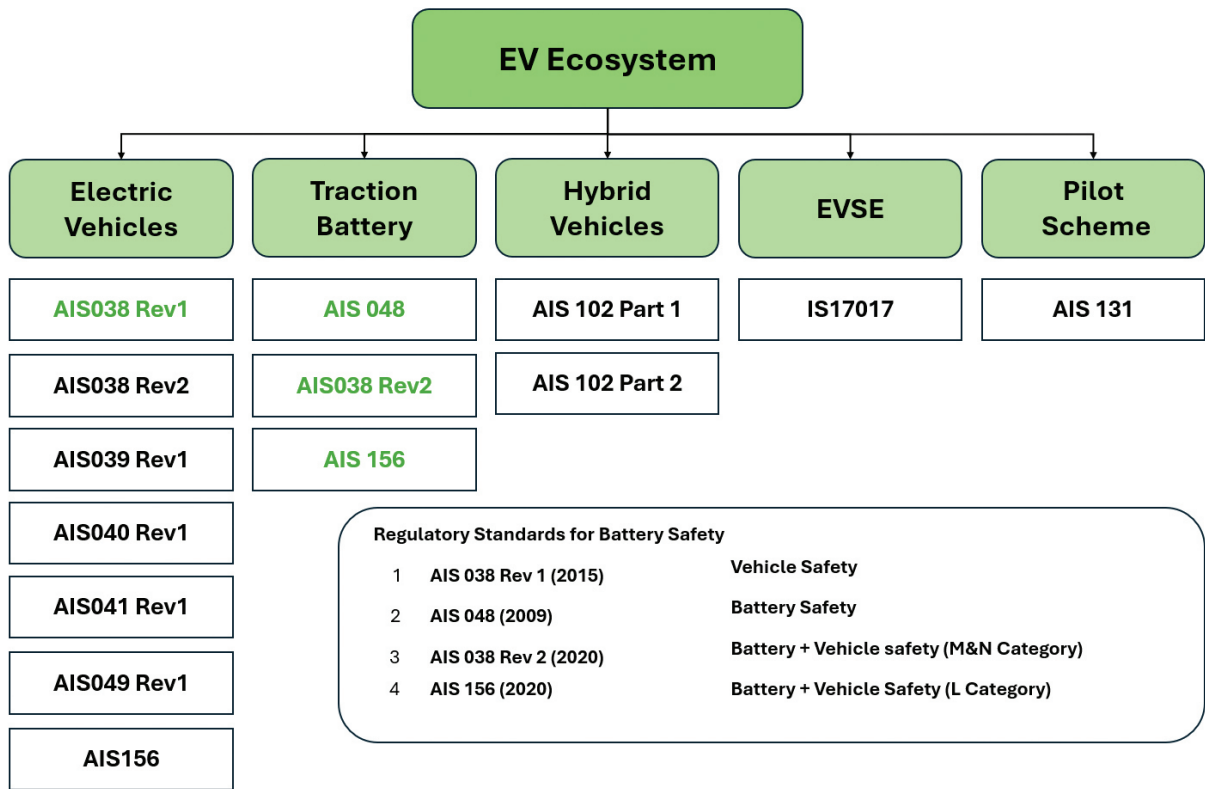 EV Ecosystem
Electric
Vehicles
AIS038 Rev1
AIS038 Rev2
AIS039 Rev1
AIS040 Rev1
AIS041 Rev1
AIS049 Rev1
AIS156
Traction
Battery
AIS 048
AIS038 Rev2
AIS 156
Hybrid
Vehicles
AIS 102 Part 1
AIS 102 Part 2
EVSE
IS17017
Pilot
Scheme
AIS 131
Regulatory Standards for Battery Safety
1 AIS 038 Rev 1 (2015) Vehicle Safety
2 AIS 048 (2009) Battery Safety
3 AIS 038 Rev 2 (2020) Battery + Vehicle safety (M&N Category)
4 AIS 156 (2020) Battery + Vehicle Safety (L Category)